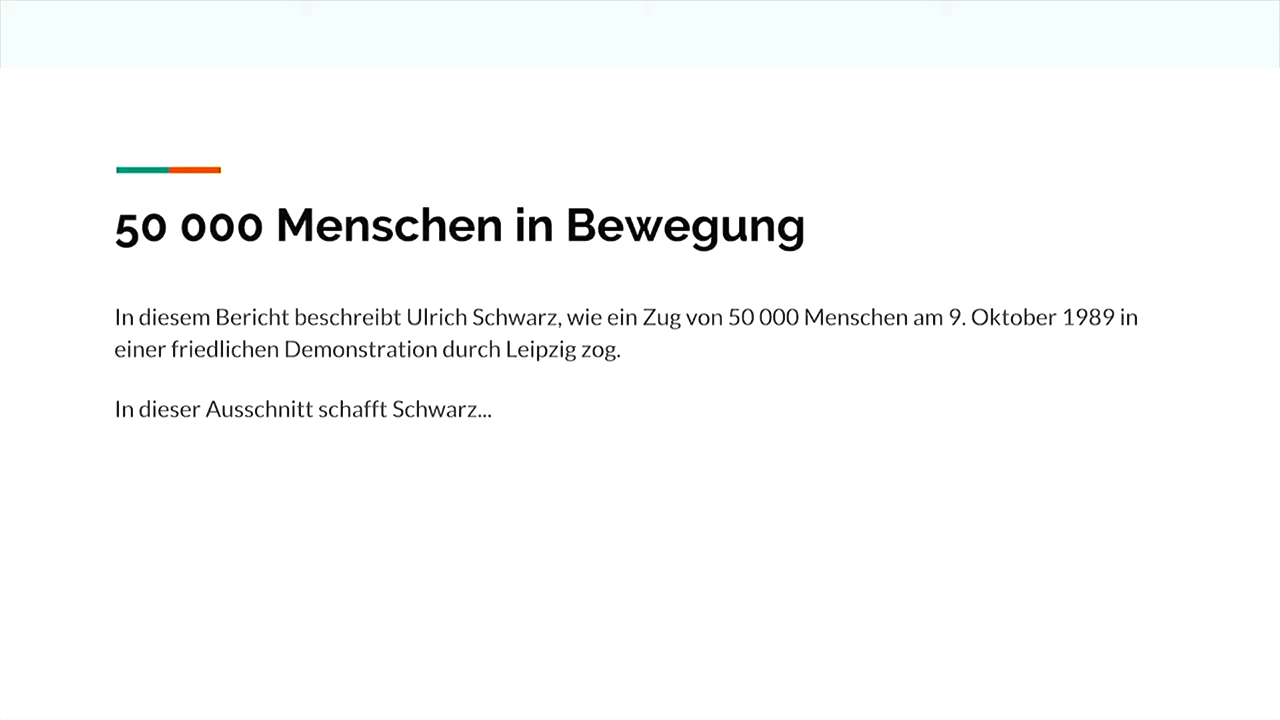 50 000 Menschen in Bewegung
In diesem Bericht beschreibt Ulrich Schwarz, wie ein Zug von 50 000 Menschen am 9. Oktober 1989 in
einer friedlichen Demonstration durch Leipzig zog.
In dieser Ausschnitt schafft Schwarz...